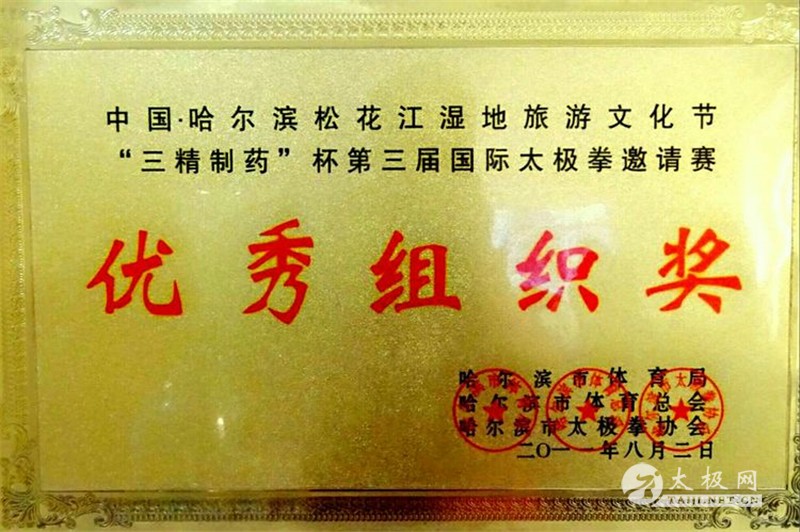 中国·哈尔滨松花江湿地旅游文化节
“三精制药”杯第三届国际太极拳邀请赛
优秀组织奖
哈尔滨市体育局
哈尔滨市体育总会
哈尔滨市太极拳协会
二〇一一年八月二日
太极网
TAIJI.NET.CN